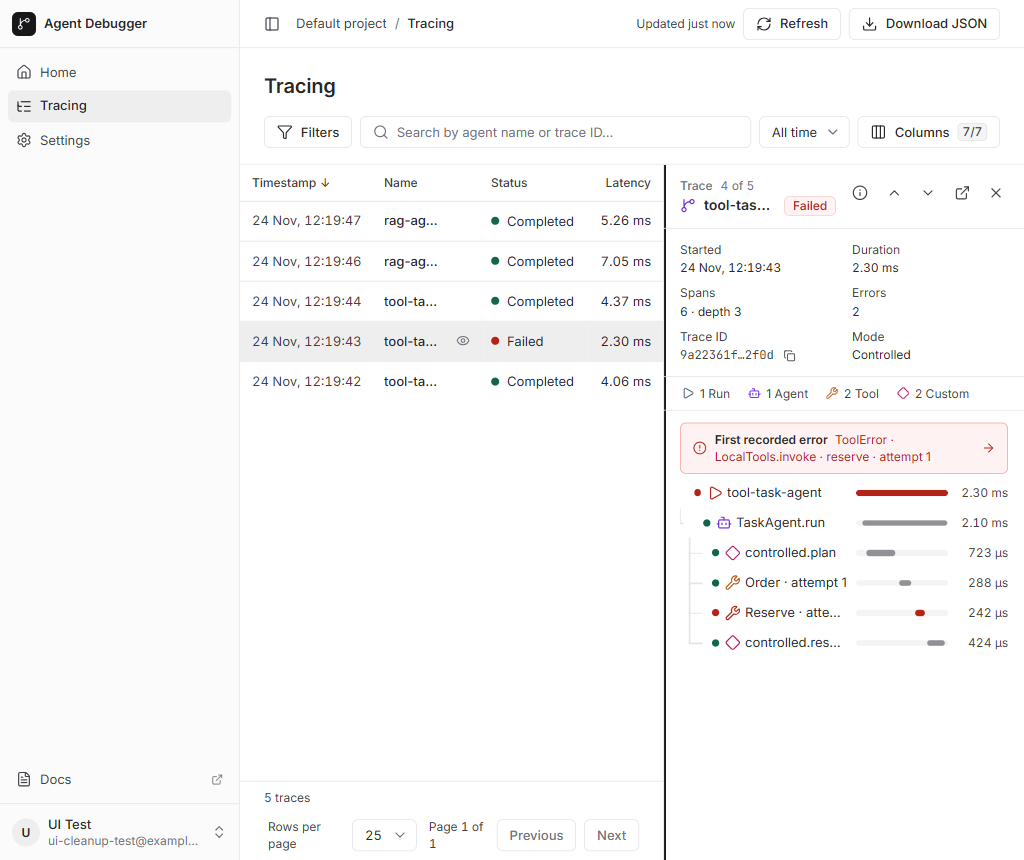 Agent Debugger
Home
Tracing
Settings
Docs
U
UI Test
ui-cleanup-test@exampl...
Default project / Tracing
Updated just now
Refresh
Download JSON
Tracing
Filters
Search by agent name or trace ID...
All time
Columns 7/7
Timestamp Name Status Latency
24 Nov, 12:19:47 rag-ag... Completed 5.26 ms
24 Nov, 12:19:46 rag-ag... Completed 7.05 ms
24 Nov, 12:19:44 tool-ta... Completed 4.37 ms
24 Nov, 12:19:43 tool-ta... Failed 2.30 ms
24 Nov, 12:19:42 tool-ta... Completed 4.06 ms
5 traces
Rows per
page
25
Page 1 of
1
Previous
Next
Trace 4 of 5
tool-tas... Failed
Started
24 Nov, 12:19:43
Duration
2.30 ms
Spans
6 · depth 3
Errors
2
Trace ID
9a22361f…2f0d
Mode
Controlled
1 Run 1 Agent 2 Tool 2 Custom
First recorded error ToolError ·
LocalTools.invoke · reserve · attempt 1
tool-task-agent 2.30 ms
TaskAgent.run 2.10 ms
controlled.plan 723 µs
Order · attempt 1 288 µs
Reserve · atte... 242 µs
controlled.res... 424 µs